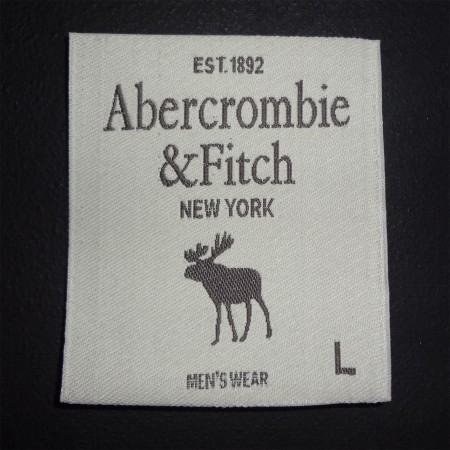 EST. 1892
Abercrombie
&Fitch
NEW YORK
L
MEN'S WEAR